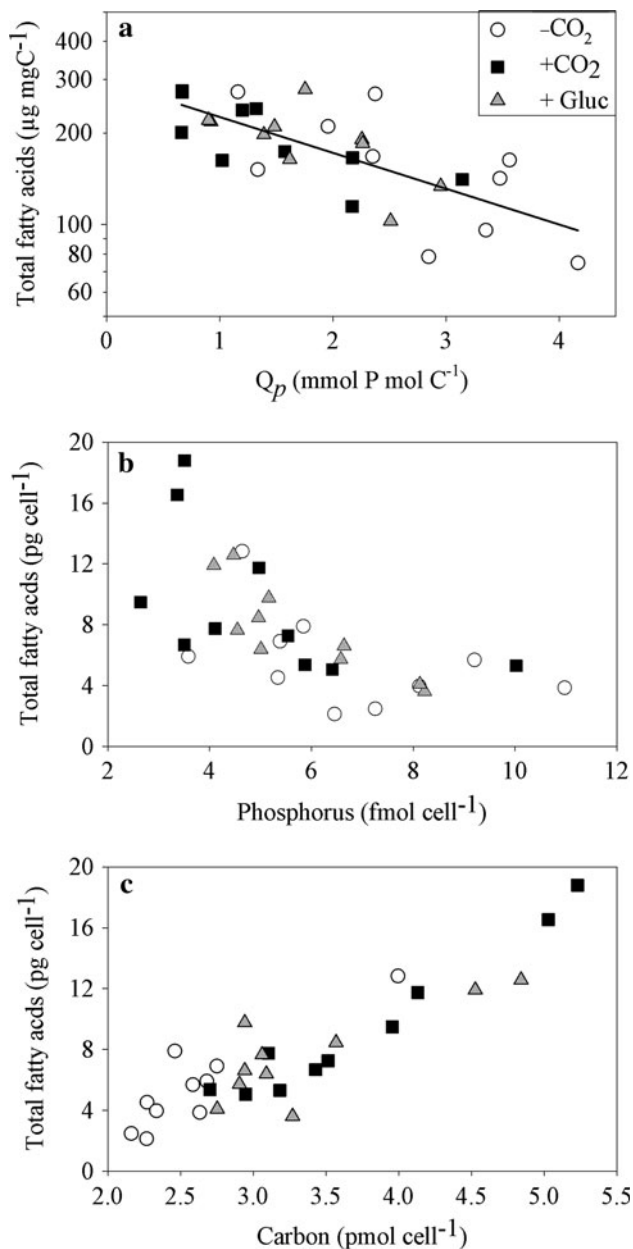 a
400
300
200
100
80
60
Total fatty acids (µg mgC⁻¹)
−CO₂
+CO₂
+ Gluc
0 1 2 3 4
Qp (mmol P mol C⁻¹)
b
20
16
12
8
4
0
Total fatty acds (pg cell⁻¹)
2 4 6 8 10 12
Phosphorus (fmol cell⁻¹)
c
20
16
12
8
4
0
Total fatty acds (pg cell⁻¹)
2.0 2.5 3.0 3.5 4.0 4.5 5.0 5.5
Carbon (pmol cell⁻¹)